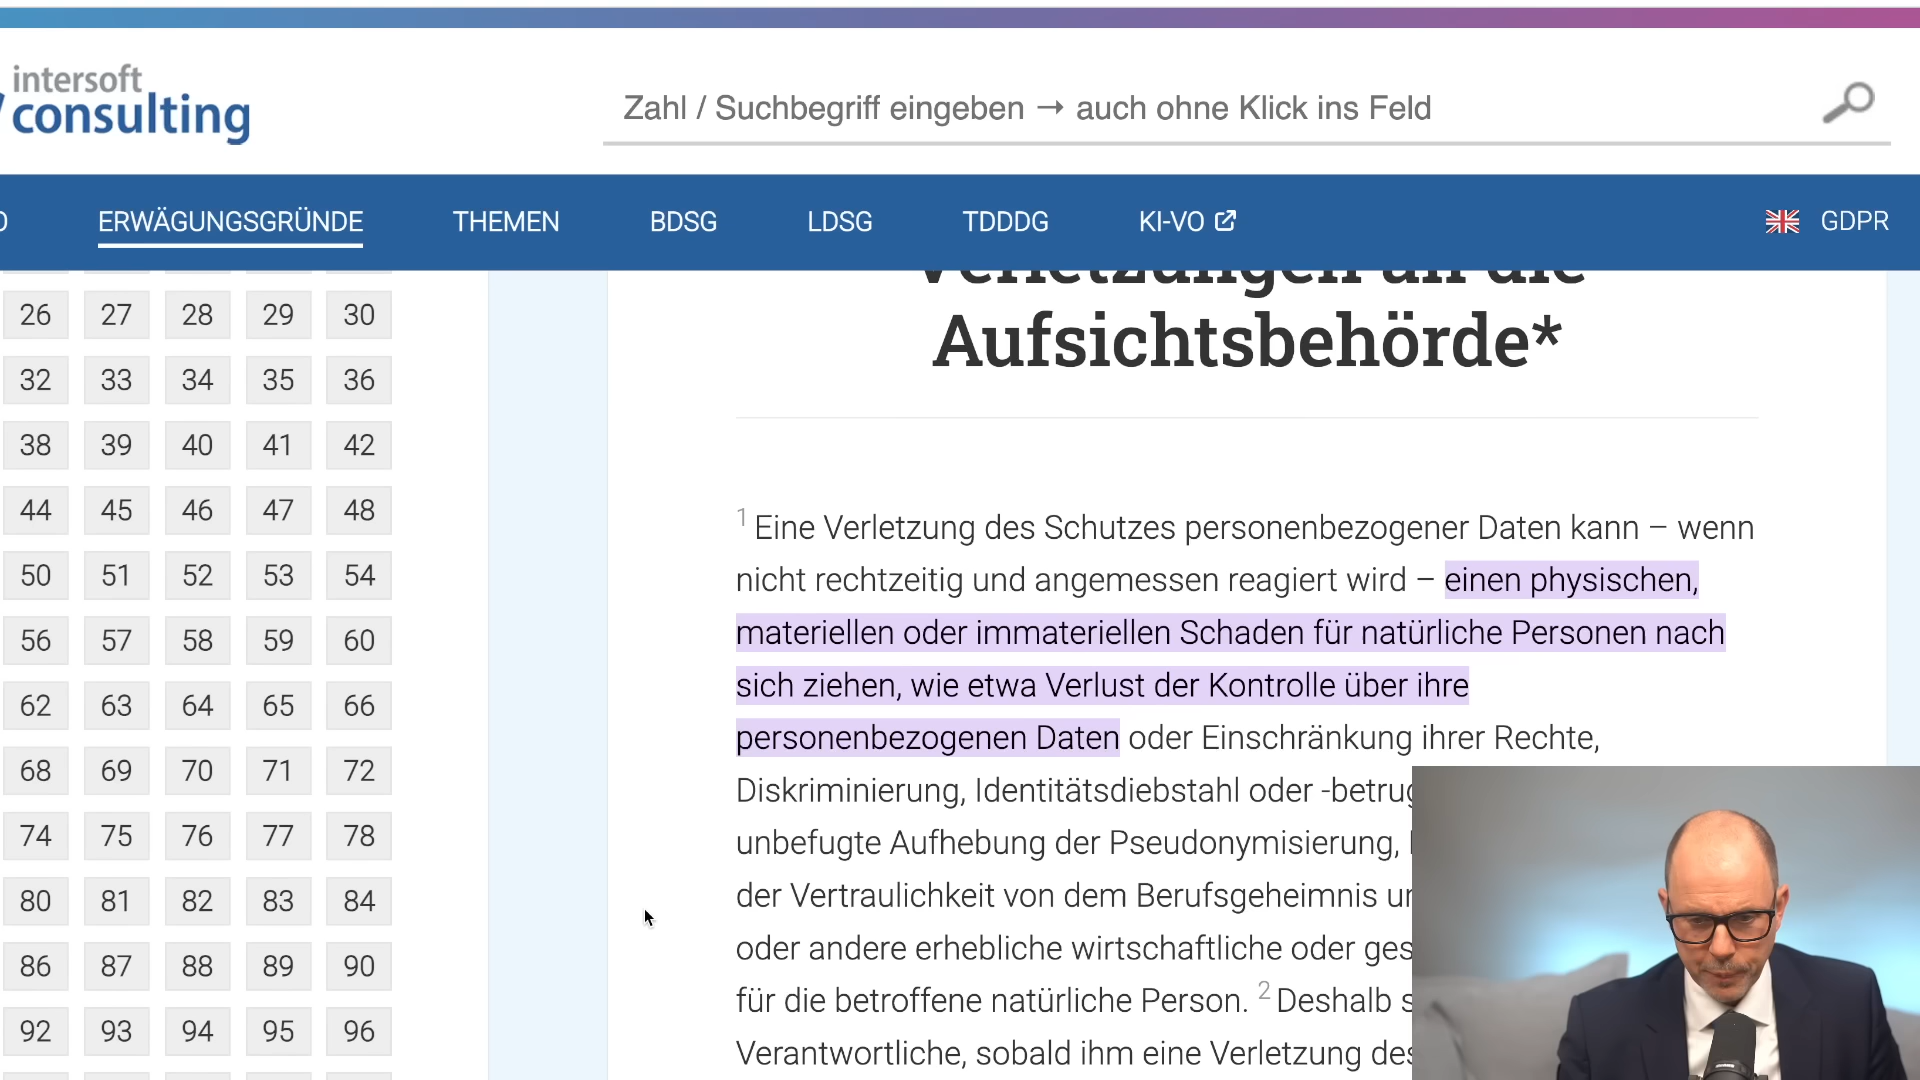 intersoft
consulting
Zahl / Suchbegriff eingeben → auch ohne Klick ins Feld
ERWÄGUNGSGRÜNDE THEMEN BDSG LDSG TDDDG KI-VO GDPR
26 27 28 29 30
32 33 34 35 36
38 39 40 41 42
44 45 46 47 48
50 51 52 53 54
56 57 58 59 60
62 63 64 65 66
68 69 70 71 72
74 75 76 77 78
80 81 82 83 84
86 87 88 89 90
92 93 94 95 96
Verletzungen an die
Aufsichtsbehörde*
1 Eine Verletzung des Schutzes personenbezogener Daten kann – wenn
nicht rechtzeitig und angemessen reagiert wird – einen physischen,
materiellen oder immateriellen Schaden für natürliche Personen nach
sich ziehen, wie etwa Verlust der Kontrolle über ihre
personenbezogenen Daten oder Einschränkung ihrer Rechte,
Diskriminierung, Identitätsdiebstahl oder -betrug
unbefugte Aufhebung der Pseudonymisierung,
der Vertraulichkeit von dem Berufsgeheimnis
oder andere erhebliche wirtschaftliche oder
für die betroffene natürliche Person. 2 Deshalb
Verantwortliche, sobald ihm eine Verletzung